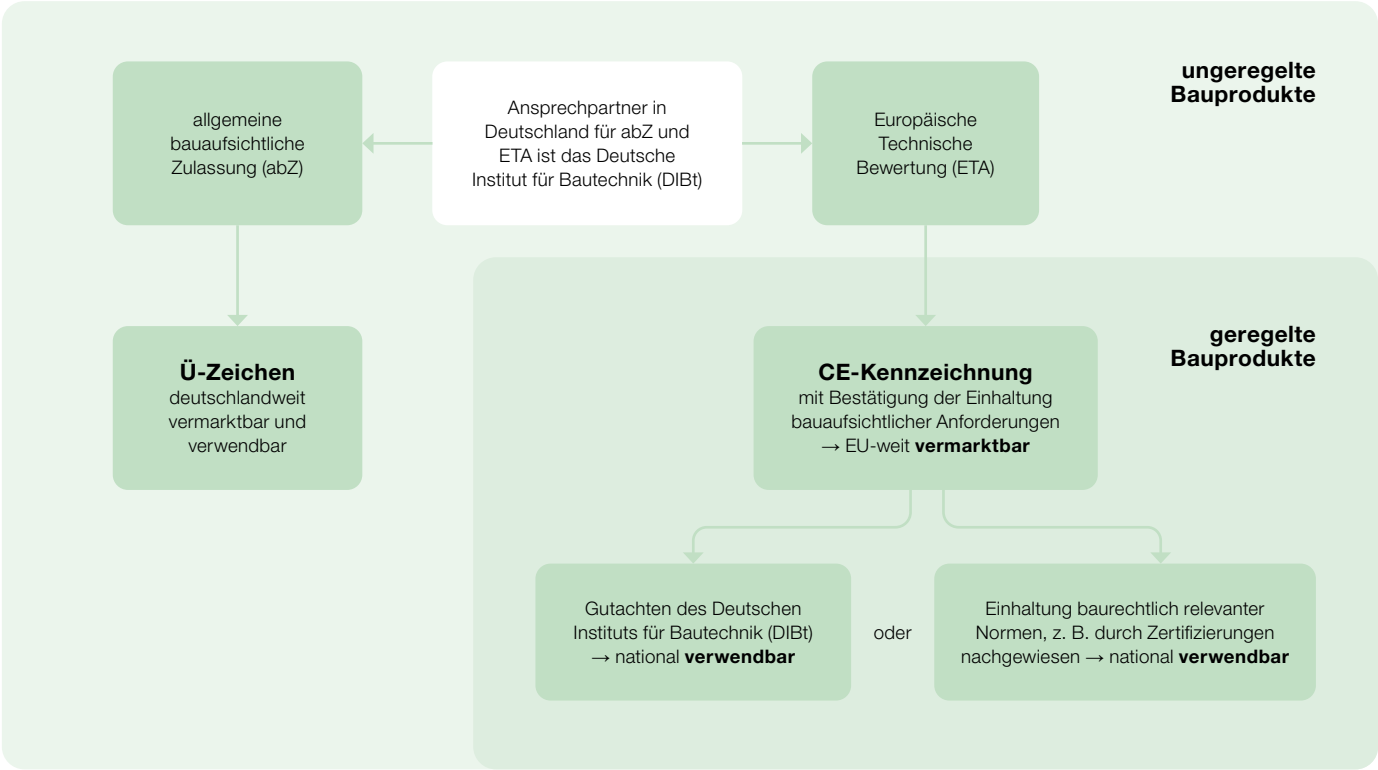 ungeregelte
Bauprodukte
allgemeine
bauaufsichtliche
Zulassung (abZ)
Ansprechpartner in
Deutschland für abZ und
ETA ist das Deutsche
Institut für Bautechnik (DIBt)
Europäische
Technische
Bewertung (ETA)
geregelte
Bauprodukte
Ü-Zeichen
deutschlandweit
vermarktbar und
verwendbar
CE-Kennzeichnung
mit Bestätigung der Einhaltung
bauaufsichtlicher Anforderungen
→ EU-weit vermarktbar
Gutachten des Deutschen
Instituts für Bautechnik (DIBt)
→ national verwendbar
oder
Einhaltung baurechtlich relevanter
Normen, z. B. durch Zertifizierungen
nachgewiesen → national verwendbar